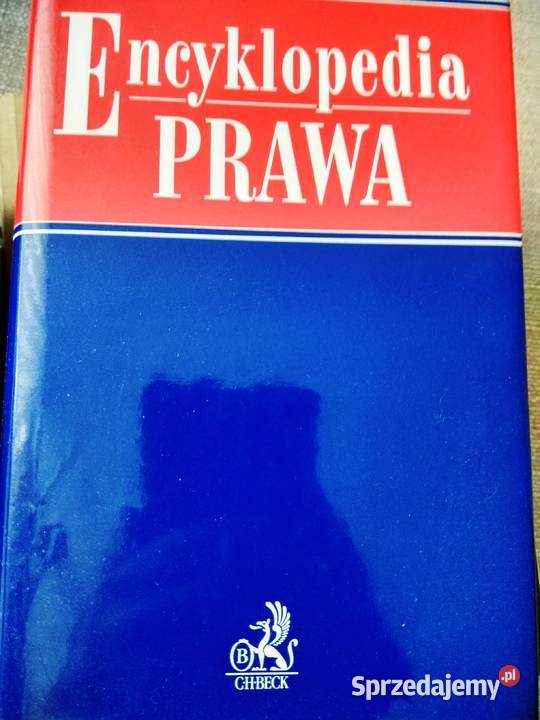 Encyklopedia
PRAWA
B
C·H·BECK
Sprzedajemy.pl